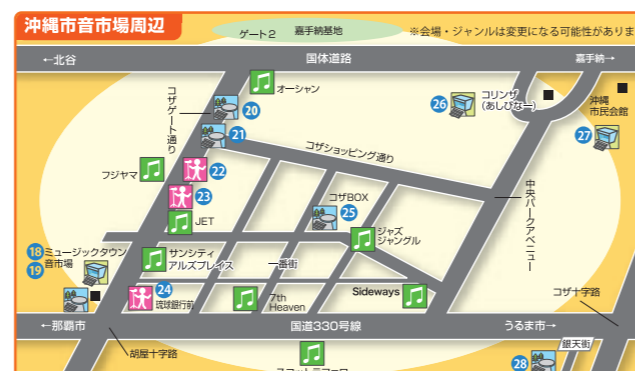 沖縄市音市場周辺
ゲート2
嘉手納基地
※会場・ジャンルは変更になる可能性がありま
←北谷
国体道路
嘉手納→
オーシャン
コザゲート通り
20
21
コリンザ
(あしびなー)
26
沖縄
市民会館
27
コザショッピング通り
フジヤマ
22
23
JET
コザBOX
25
中央パークアベニュー
ジャズ
ジャングル
18
ミュージックタウン
19
音市場
サンシティ
アルズプレイス
一番街
コザ十字路
24
琉球銀行前
7th
Heaven
Sideways
←那覇市
国道330号線
うるま市→
胡屋十字路
銀天街
28